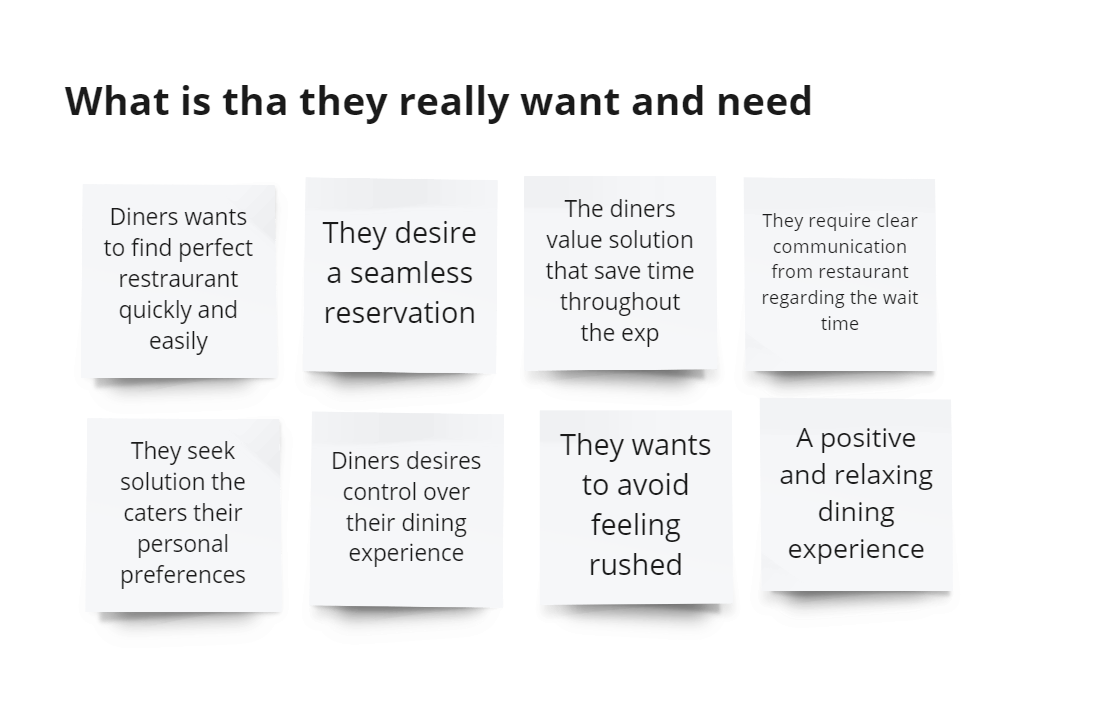 What is tha they really want and need
Diners wants
to find perfect
restraurant
quickly and
easily
They desire
a seamless
reservation
The diners
value solution
that save time
throughout
the exp
They require clear
communication
from restaurant
regarding the wait
time
They seek
solution the
caters their
personal
preferences
Diners desires
control over
their dining
experience
They wants
to avoid
feeling
rushed
A positive
and relaxing
dining
experience